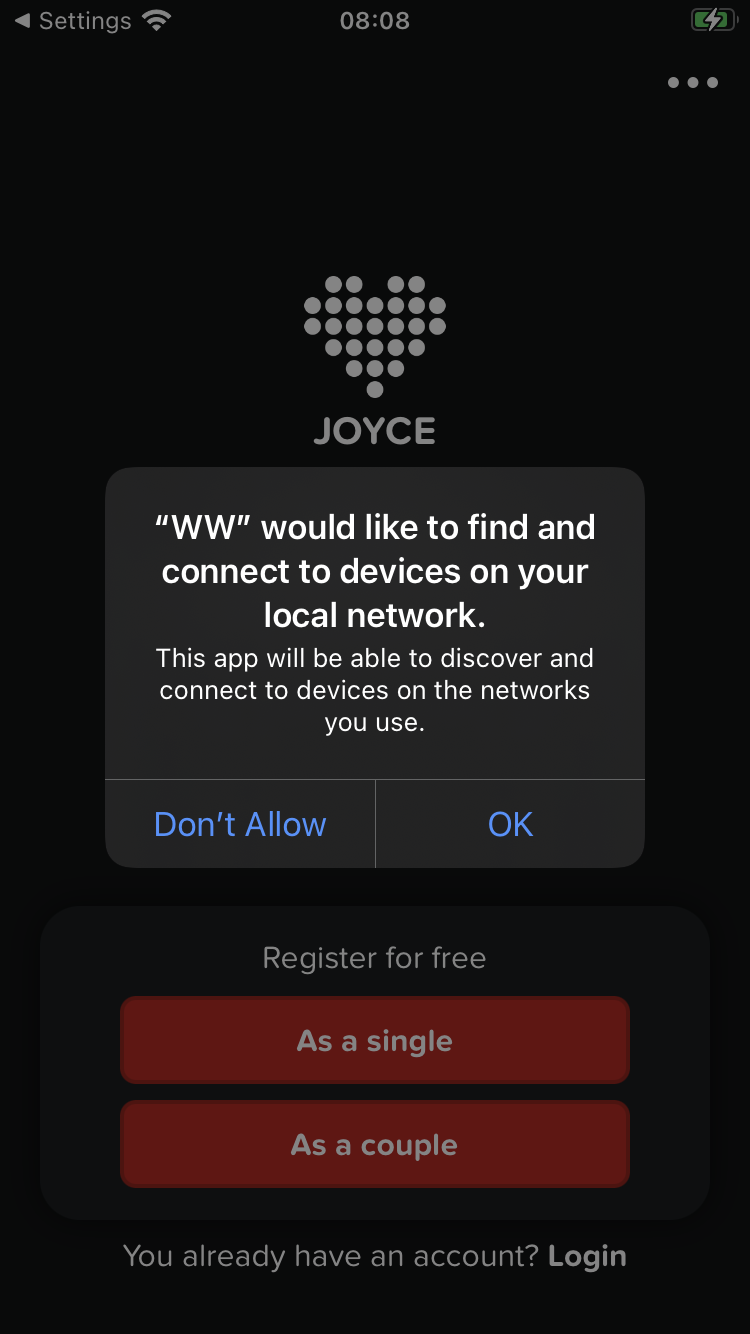 Settings
08:08
JOYCE
“WW” would like to find and
connect to devices on your
local network.
This app will be able to discover and
connect to devices on the networks
you use.
Don’t Allow
OK
Register for free
As a single
As a couple
You already have an account? Login